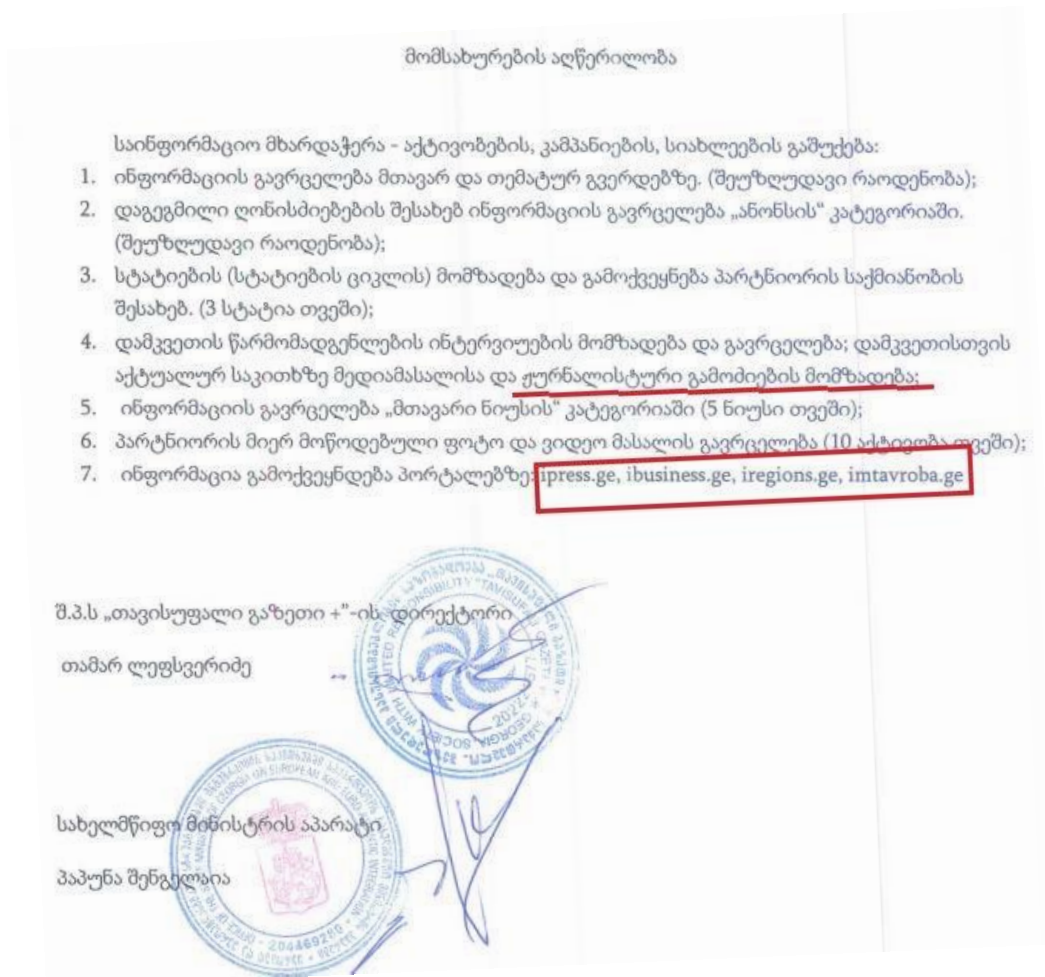 მომსახურების აღწერილობა
საინფორმაციო მხარდაჭერა - აქტივობების, კამპანიების, სიახლეების გაშუქება:
1. ინფორმაციის გავრცელება მთავარ და თემატურ გვერდებზე. (შეუზღუდავი რაოდენობა);
2. დაგეგმილი ღონისძიებების შესახებ ინფორმაციის გავრცელება „ანონსის“ კატეგორიაში.
(შეუზღუდავი რაოდენობა);
3. სტატიების (სტატიების ციკლის) მომზადება და გამოქვეყნება პარტნიორის საქმიანობის
შესახებ. (3 სტატია თვეში);
4. დამკვეთის წარმომადგენლების ინტერვიუების მომზადება და გავრცელება; დამკვეთისთვის
აქტუალურ საკითხზე მედიამასალისა და ჟურნალისტური გამოძიების მომზადება;
5. ინფორმაციის გავრცელება „მთავარი ნიუსის“ კატეგორიაში (5 ნიუსი თვეში);
6. პარტნიორის მიერ მოწოდებული ფოტო და ვიდეო მასალის გავრცელება (10 აქტივობა თვეში);
7. ინფორმაცია გამოქვეყნდება პორტალებზე: ipress.ge, ibusiness.ge, iregions.ge, imtavroba.ge
შ.პ.ს „თავისუფალი გაზეთი +”-ის დირექტორი
თამარ ლეფსვერიძე
სახელმწიფო მინისტრის აპარატი
პაპუნა შენგელაია
204469280